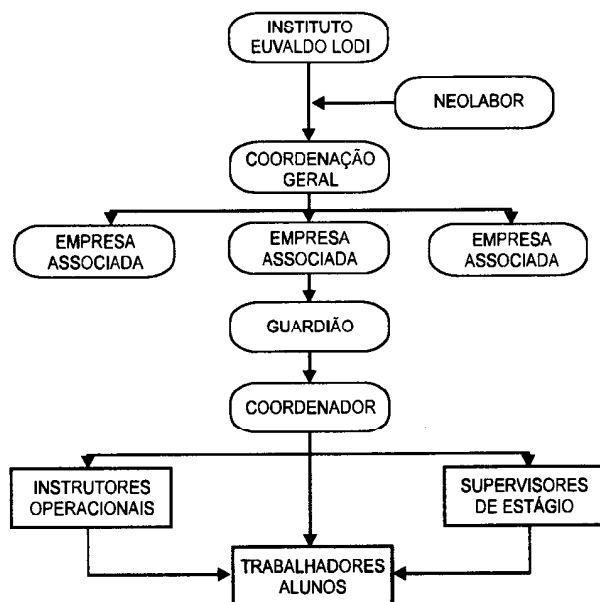 INSTITUTO
EUVALDO LODI
NEOLABOR
COORDENAÇÃO
GERAL
EMPRESA
ASSOCIADA
EMPRESA
ASSOCIADA
EMPRESA
ASSOCIADA
GUARDIÃO
COORDENADOR
INSTRUTORES
OPERACIONAIS
SUPERVISORES
DE ESTÁGIO
TRABALHADORES
ALUNOS